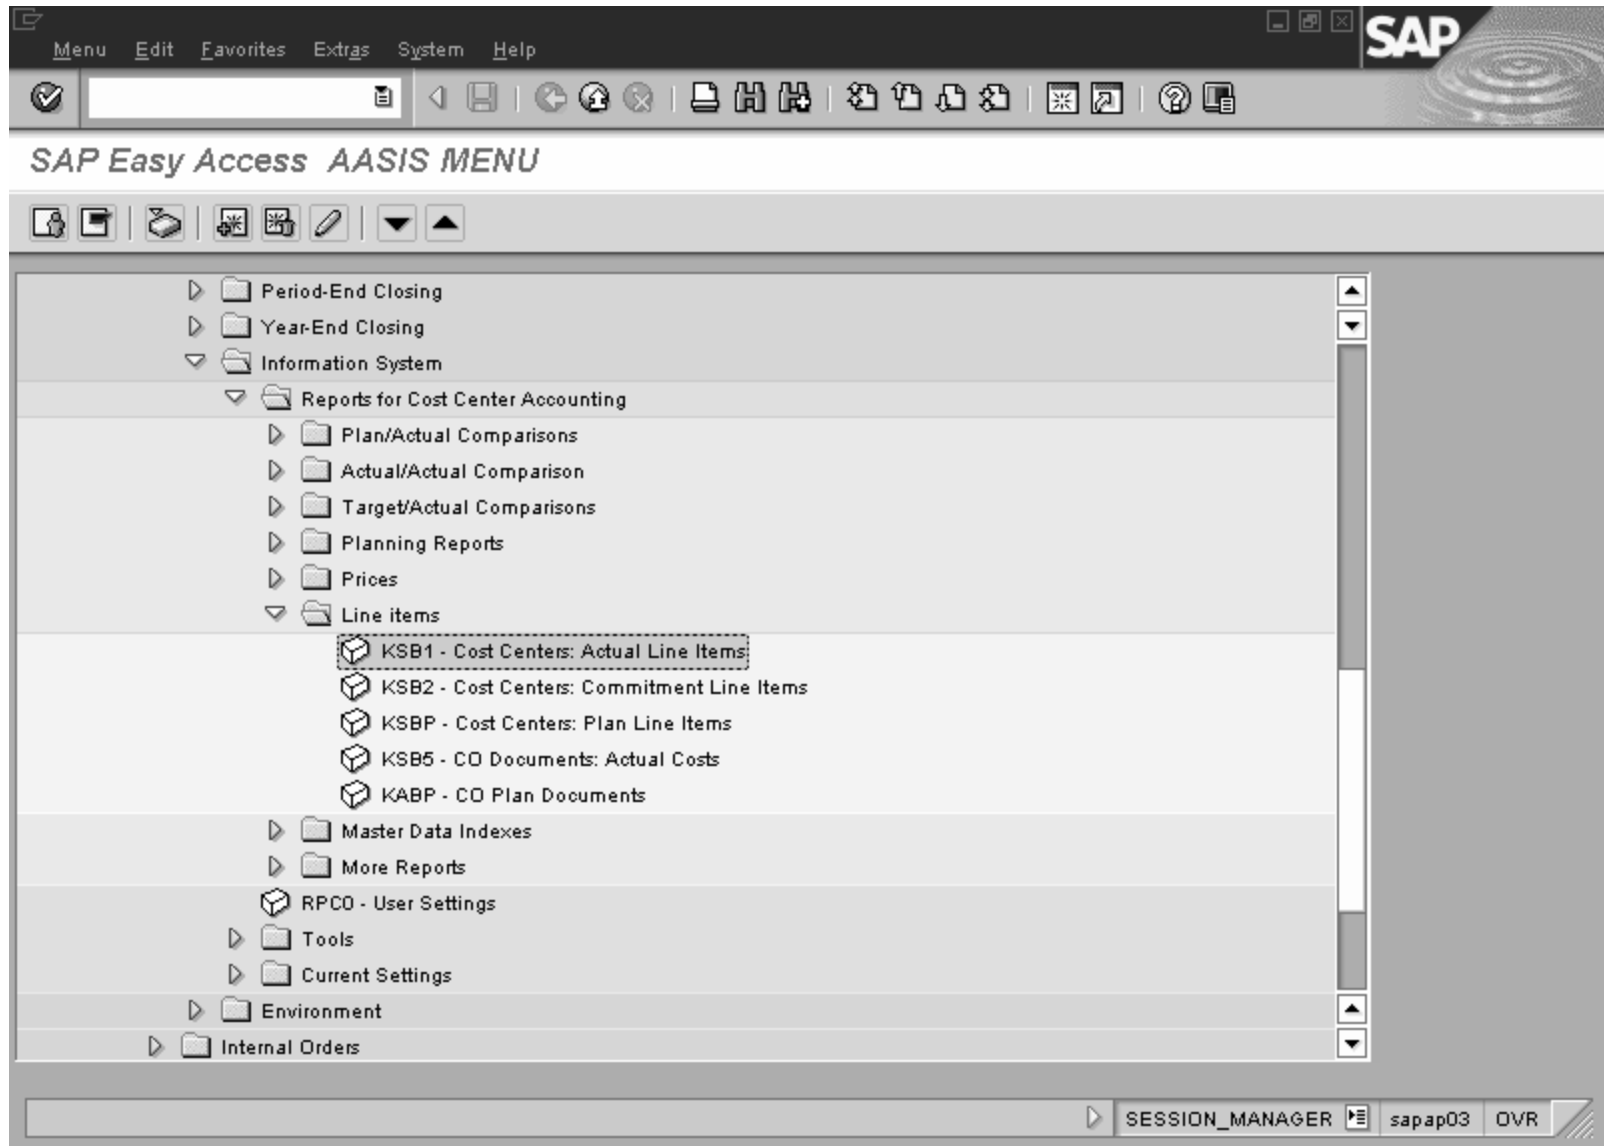 Menu Edit Favorites Extras System Help
SAP
SAP Easy Access AASIS MENU
Period-End Closing
Year-End Closing
Information System
Reports for Cost Center Accounting
Plan/Actual Comparisons
Actual/Actual Comparison
Target/Actual Comparisons
Planning Reports
Prices
Line items
KSB1 - Cost Centers: Actual Line Items
KSB2 - Cost Centers: Commitment Line Items
KSBP - Cost Centers: Plan Line Items
KSB5 - CO Documents: Actual Costs
KABP - CO Plan Documents
Master Data Indexes
More Reports
RPC0 - User Settings
Tools
Current Settings
Environment
Internal Orders
SESSION_MANAGER sapap03 OVR